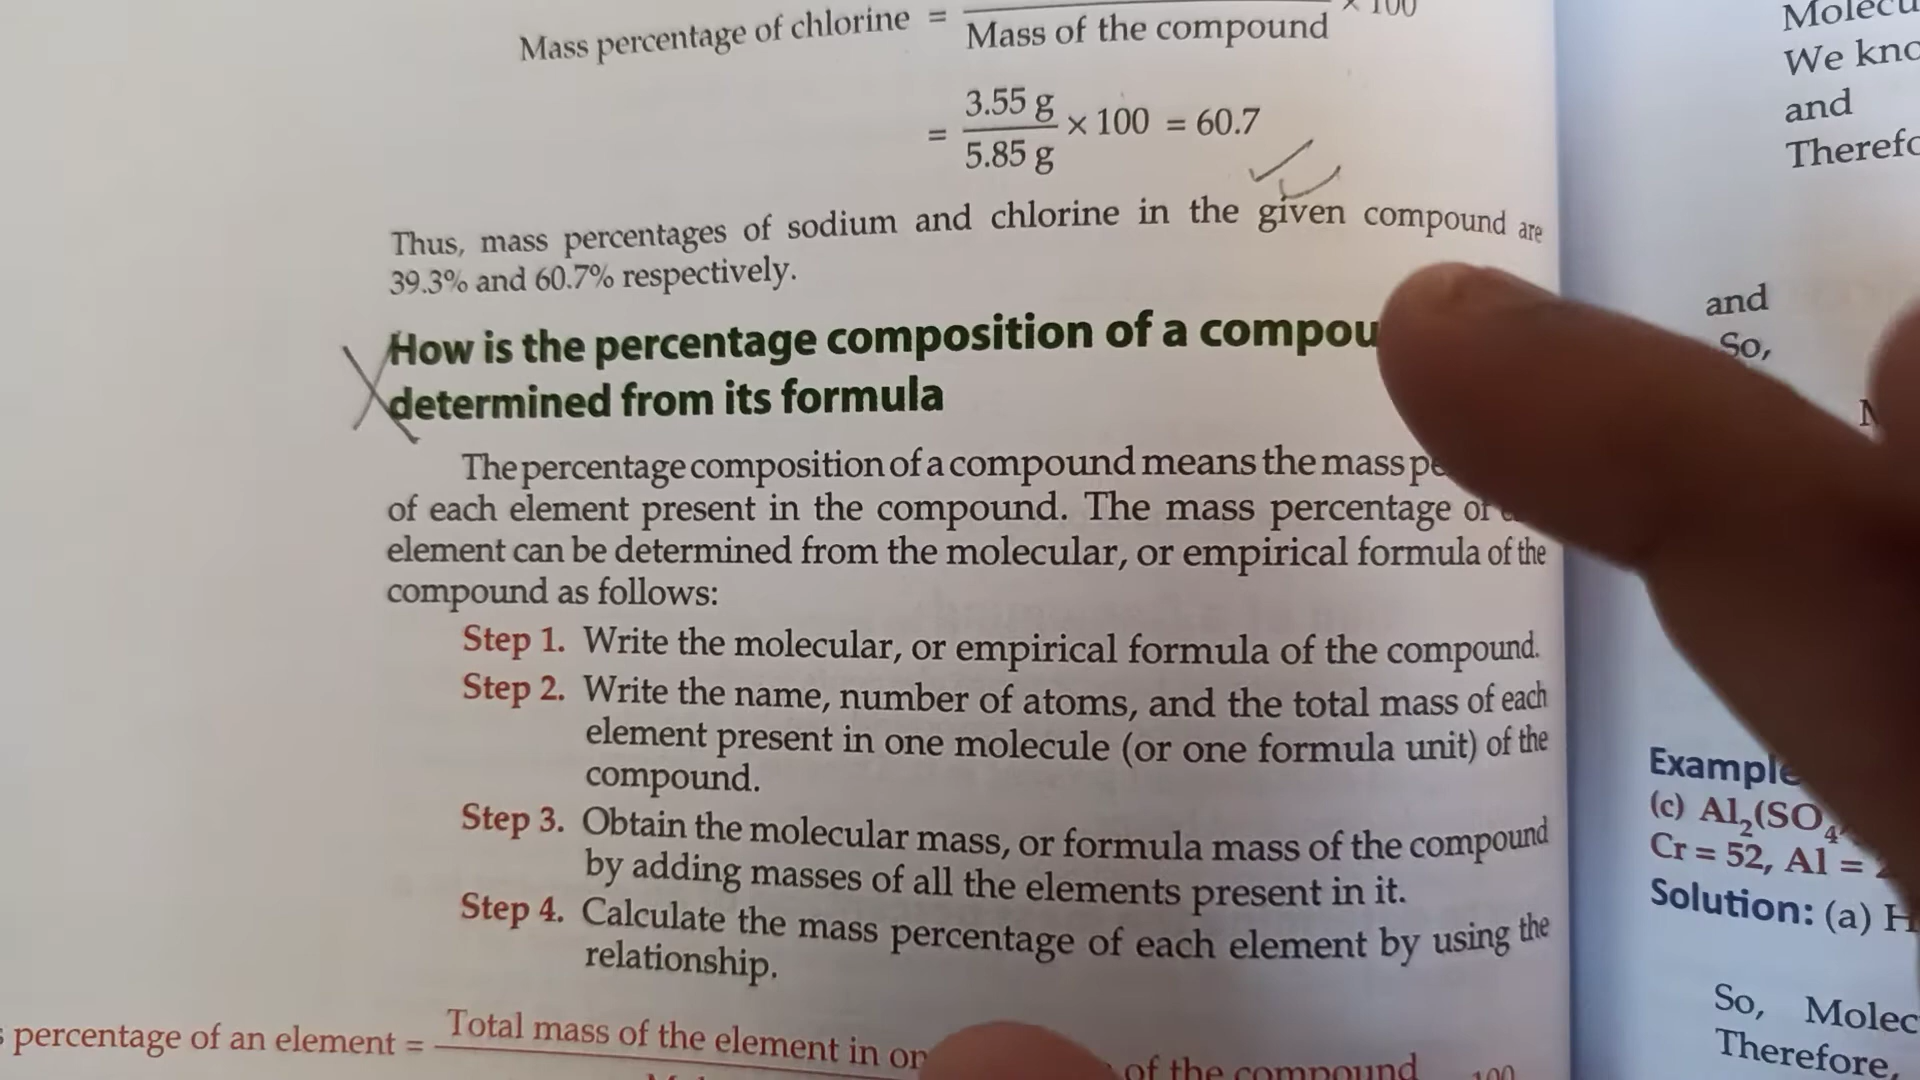 Mass percentage of chlorine = Mass of the compound × 100
= 3.55 g / 5.85 g × 100 = 60.7
Thus, mass percentages of sodium and chlorine in the given compound are
39.3% and 60.7% respectively.
How is the percentage composition of a
determined from its formula
The percentage composition of a compound means the mass
of each element present in the compound. The mass percentage of
element can be determined from the molecular, or empirical formula of the
compound as follows:
Step 1. Write the molecular, or empirical formula of the compound.
Step 2. Write the name, number of atoms, and the total mass of each
element present in one molecule (or one formula unit) of the
compound.
Step 3. Obtain the molecular mass, or formula mass of the compound
by adding masses of all the elements present in it.
Step 4. Calculate the mass percentage of each element by using the
relationship.
percentage of an element = Total mass of the element in
of the compound
100
We
and
and
So,
Example
(c) Al₂(SO₄
Cr = 52, Al =
Solution: (a) H
So,
Therefore,